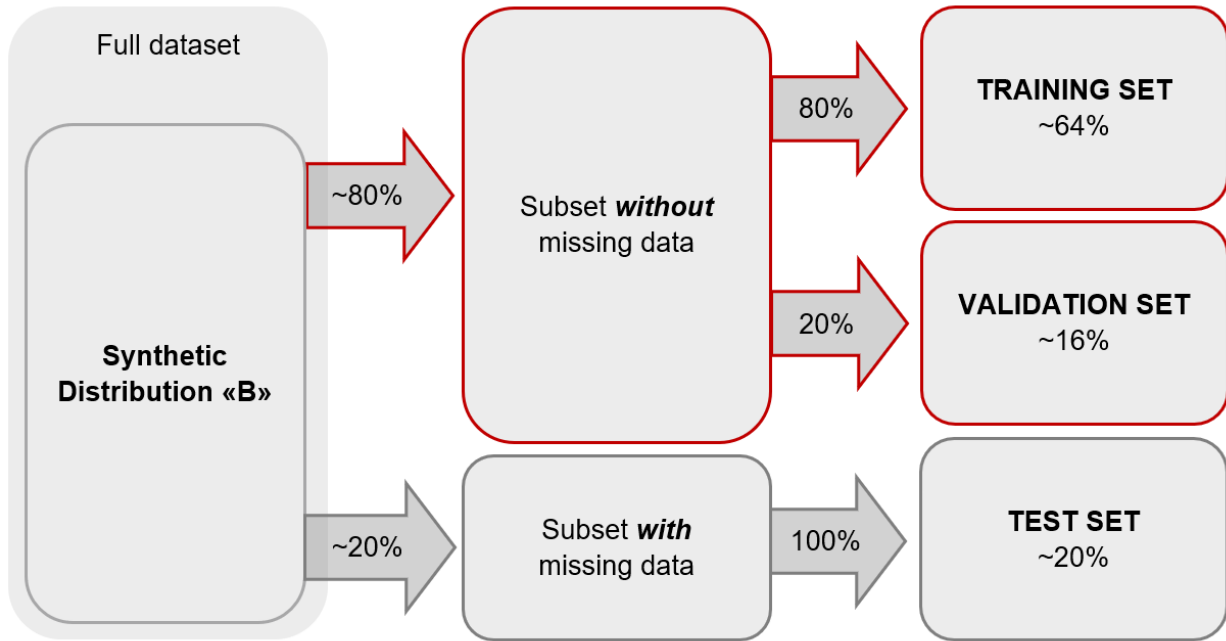 Full dataset
Synthetic
Distribution «B»
~80%
~20%
Subset without
missing data
Subset with
missing data
80%
20%
100%
TRAINING SET
~64%
VALIDATION SET
~16%
TEST SET
~20%